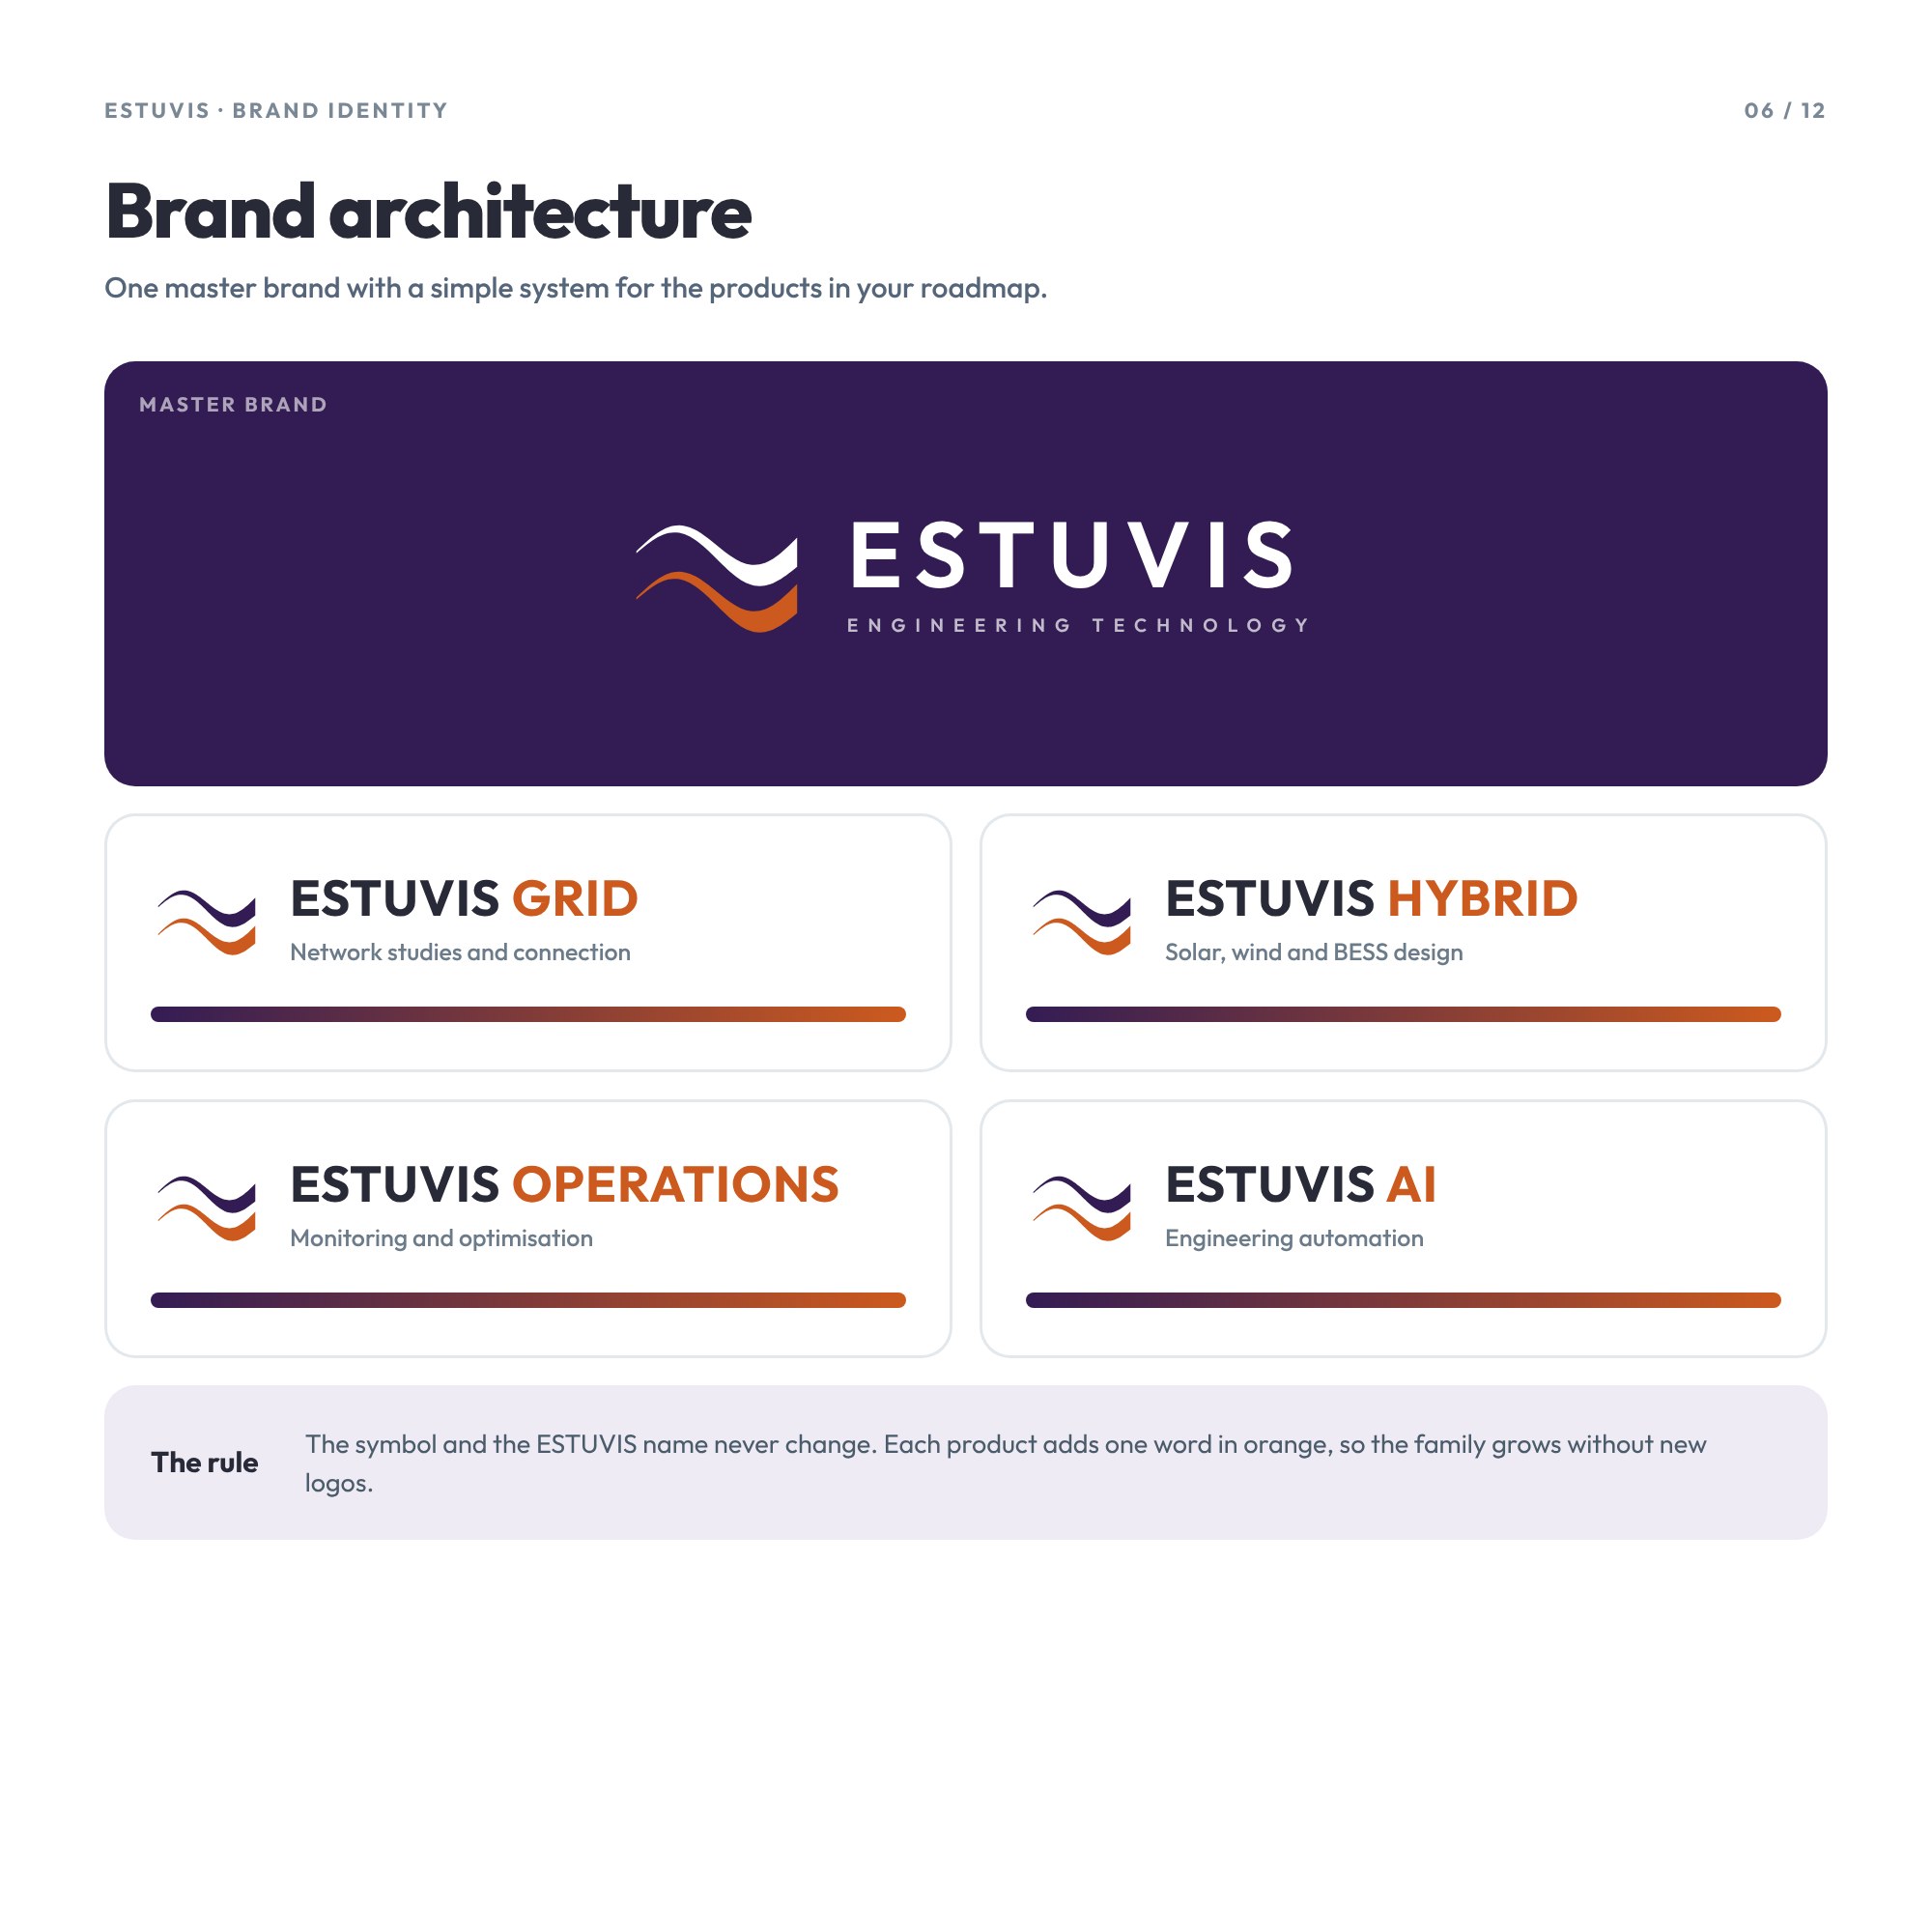 ESTUVIS · BRAND IDENTITY
06 / 12
Brand architecture
One master brand with a simple system for the products in your roadmap.
MASTER BRAND
ESTUVIS
ENGINEERING TECHNOLOGY
ESTUVIS GRID
Network studies and connection
ESTUVIS HYBRID
Solar, wind and BESS design
ESTUVIS OPERATIONS
Monitoring and optimisation
ESTUVIS AI
Engineering automation
The rule
The symbol and the ESTUVIS name never change. Each product adds one word in orange, so the family grows without new
logos.